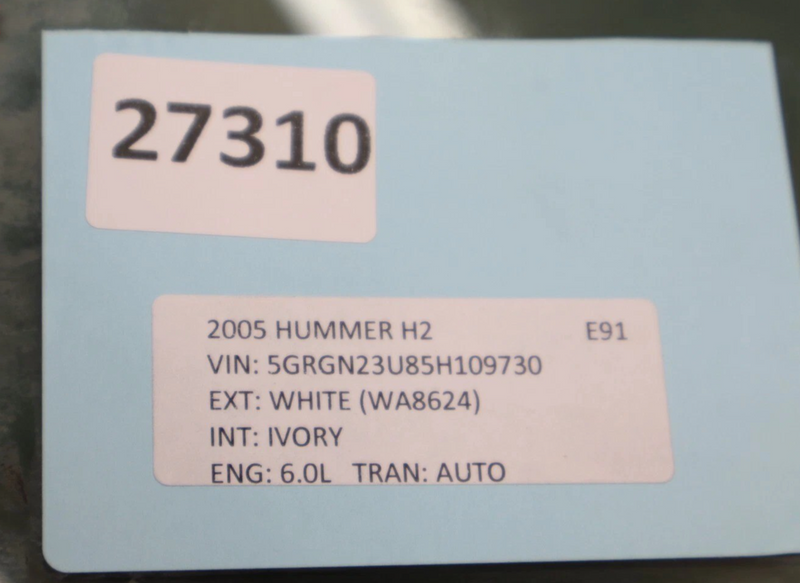 27310
2005 HUMMER H2 E91
VIN: 5GRGN23U85H109730
EXT: WHITE (WA8624)
INT: IVORY
ENG: 6.0L TRAN: AUTO